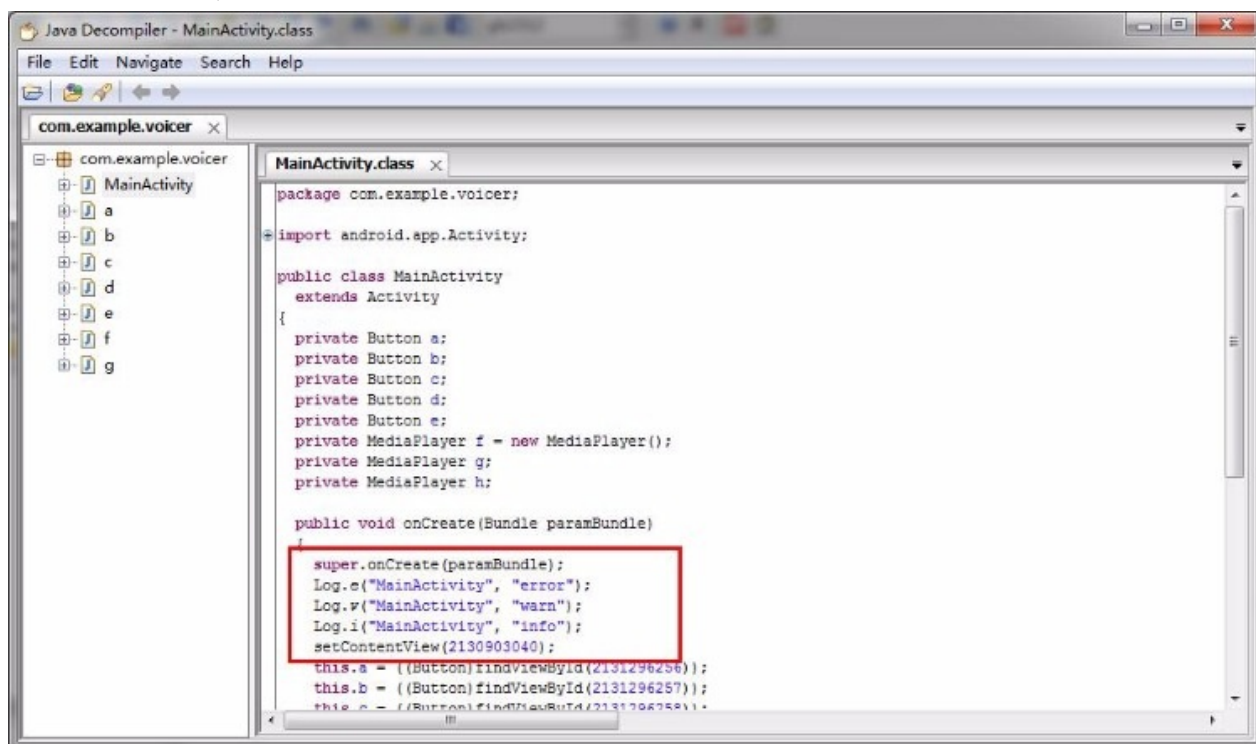 Java Decompiler - MainActivity.class
File Edit Navigate Search Help
com.example.voicer
com.example.voicer
MainActivity
a
b
c
d
e
f
g
MainActivity.class
package com.example.voicer;
import android.app.Activity;
public class MainActivity
extends Activity
{
private Button a;
private Button b;
private Button c;
private Button d;
private Button e;
private MediaPlayer f = new MediaPlayer();
private MediaPlayer g;
private MediaPlayer h;
public void onCreate(Bundle paramBundle)
{
super.onCreate(paramBundle);
Log.e("MainActivity", "error");
Log.v("MainActivity", "warn");
Log.i("MainActivity", "info");
setContentView(2130903040);
this.a = ((Button)findViewById(2131296256));
this.b = ((Button)findViewById(2131296257));
this.c = ((Button)findViewById(2131296258));